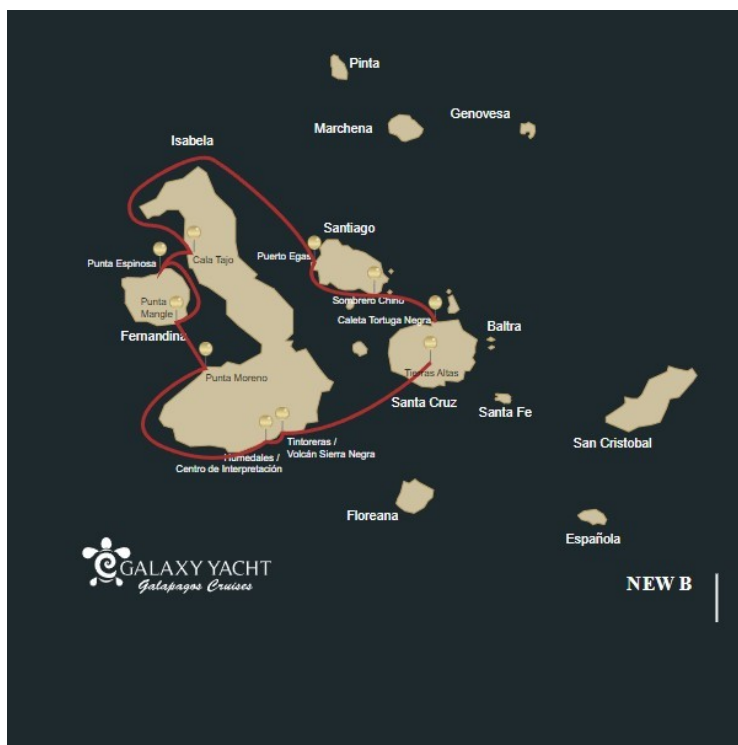 Pinta
Marchena
Genovesa
Isabela
Santiago
Puerto Egas
Cala Tajo
Punta Espinosa
Sombrero Chino
Punta
Mangle
Caleta Tortuga Negra
Baltra
Fernandina
Punta Moreno
Tierras Altas
Santa Cruz
Santa Fe
Tintoreras /
Volcán Sierra Negra
Humedales /
Centro de Interpretación
San Cristobal
Floreana
Española
GALAXY YACHT
Galapagos Cruises
NEW B